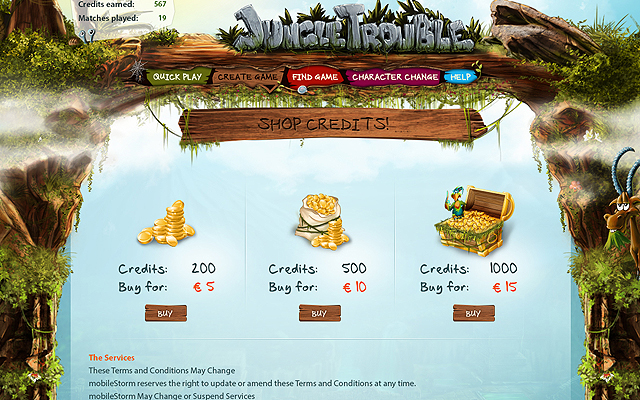 Credits earned: 567
Matches played: 19
JUNGLE TROUBLE
QUICK PLAY CREATE GAME FIND GAME CHARACTER CHANGE HELP
SHOP CREDITS!
Credits: 200
Buy for: € 5
BUY
Credits: 500
Buy for: € 10
BUY
Credits: 1000
Buy for: € 15
BUY
The Services
These Terms and Conditions May Change
mobileStorm reserves the right to update or amend these Terms and Conditions at any time.
mobileStorm May Change or Suspend Services